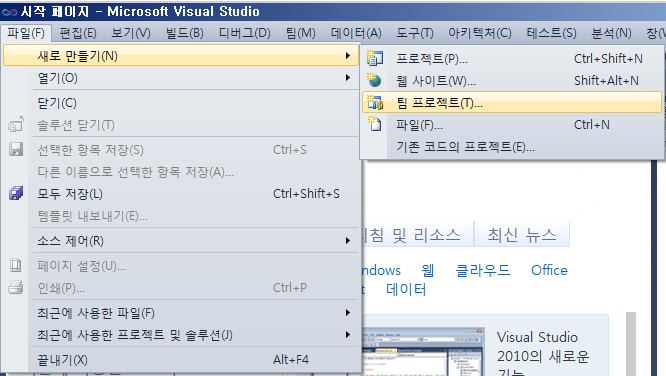 시작 페이지 - Microsoft Visual Studio
파일(F) 편집(E) 보기(V) 빌드(B) 디버그(D) 팀(M) 데이터(A) 도구(T) 아키텍처(C) 테스트(S) 분석(N) 창(
새로 만들기(N)
열기(O)
닫기(C)
솔루션 닫기(T)
선택한 항목 저장(S) Ctrl+S
다른 이름으로 선택한 항목 저장(A)...
모두 저장(L) Ctrl+Shift+S
템플릿 내보내기(E)...
소스 제어(R)
페이지 설정(U)...
인쇄(P)... Ctrl+P
최근에 사용한 파일(F)
최근에 사용한 프로젝트 및 솔루션(J)
끝내기(X) Alt+F4
프로젝트(P)... Ctrl+Shift+N
웹 사이트(W)... Shift+Alt+N
팀 프로젝트(T)...
파일(F)... Ctrl+N
기존 코드의 프로젝트(E)...
침 및 리소스 최신 뉴스
ndows 웹 클라우드 Office
데이터
Visual Studio
2010의 새로운
기능